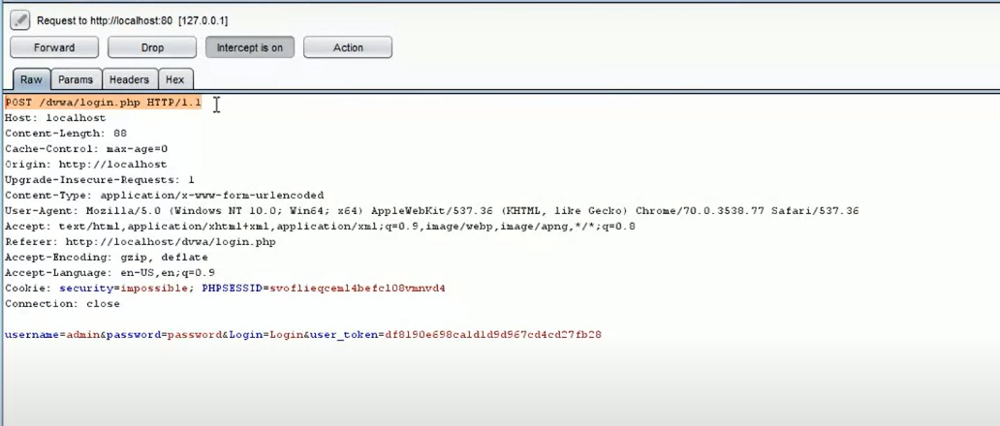 Request to http://localhost:80 [127.0.0.1]
Forward Drop Intercept is on Action
Raw Params Headers Hex
POST /dvwa/login.php HTTP/1.1
Host: localhost
Content-Length: 88
Cache-Control: max-age=0
Origin: http://localhost
Upgrade-Insecure-Requests: 1
Content-Type: application/x-www-form-urlencoded
User-Agent: Mozilla/5.0 (Windows NT 10.0; Win64; x64) AppleWebKit/537.36 (KHTML, like Gecko) Chrome/70.0.3538.77 Safari/537.36
Accept: text/html,application/xhtml+xml,application/xml;q=0.9,image/webp,image/apng,*/*;q=0.8
Referer: http://localhost/dvwa/login.php
Accept-Encoding: gzip, deflate
Accept-Language: en-US,en;q=0.9
Cookie: security=impossible; PHPSESSID=svoflieqceml4befcl08vmnvd4
Connection: close
username=admin&password=password&Login=Login&user_token=df8190e698ca1d1d9d967cd4cd27fb28